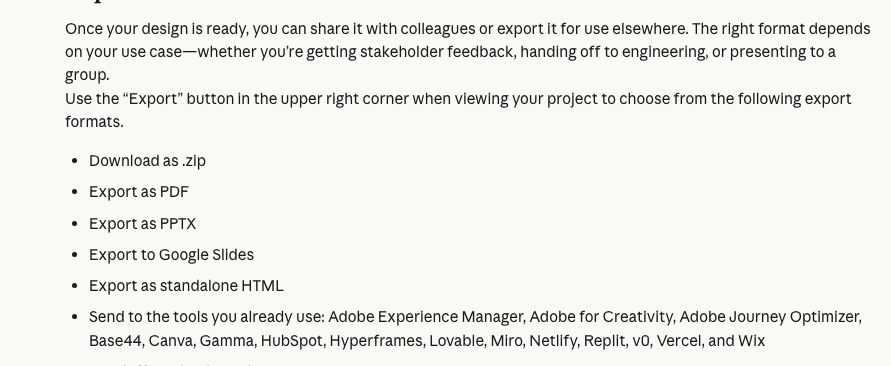 Once your design is ready, you can share it with colleagues or export it for use elsewhere. The right format depends
on your use case—whether you're getting stakeholder feedback, handing off to engineering, or presenting to a
group.
Use the “Export” button in the upper right corner when viewing your project to choose from the following export
formats.
• Download as .zip
• Export as PDF
• Export as PPTX
• Export to Google Slides
• Export as standalone HTML
• Send to the tools you already use: Adobe Experience Manager, Adobe for Creativity, Adobe Journey Optimizer,
Base44, Canva, Gamma, HubSpot, Hyperframes, Lovable, Miro, Netlify, Replit, v0, Vercel, and Wix